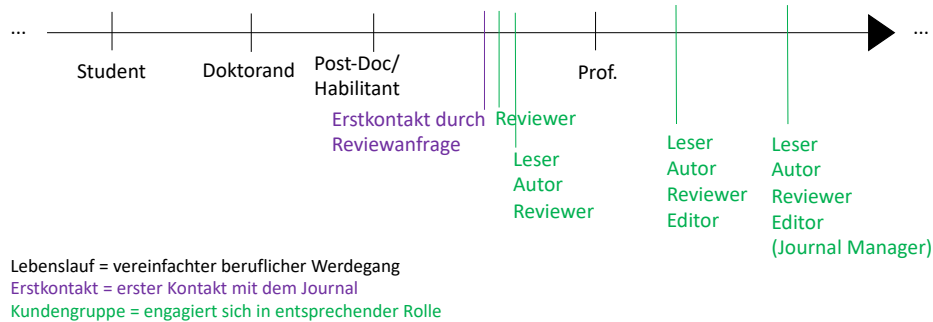 ... ...
Student
Doktorand
Post-Doc/
Habilitant
Prof.
Erstkontakt durch
Reviewanfrage
Reviewer
Leser
Autor
Reviewer
Leser
Autor
Reviewer
Editor
Leser
Autor
Reviewer
Editor
(Journal Manager)
Lebenslauf = vereinfachter beruflicher Werdegang
Erstkontakt = erster Kontakt mit dem Journal
Kundengruppe = engagiert sich in entsprechender Rolle